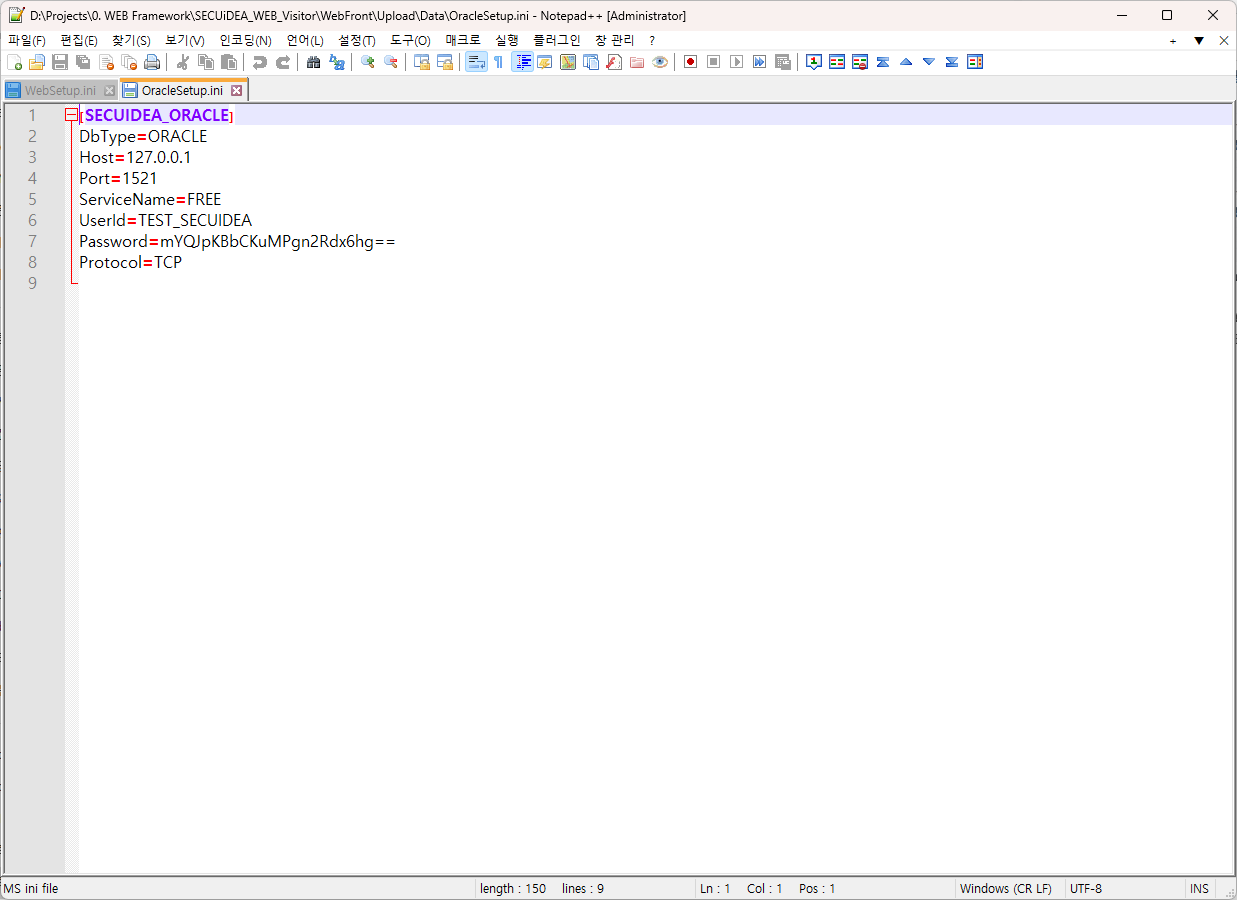 D:\Projects\0. WEB Framework\SECUiDEA_WEB_Visitor\WebFront\Upload\Data\OracleSetup.ini - Notepad++ [Administrator]
파일(F) 편집(E) 찾기(S) 보기(V) 인코딩(N) 언어(L) 설정(T) 도구(O) 매크로 실행 플러그인 창 관리 ?
WebSetup.ini OracleSetup.ini
1 [SECUIDEA_ORACLE]
2 DbType=ORACLE
3 Host=127.0.0.1
4 Port=1521
5 ServiceName=FREE
6 UserId=TEST_SECUIDEA
7 Password=mYQJpKBbCKuMPgn2Rdx6hg==
8 Protocol=TCP
9
MS ini file length : 150 lines : 9 Ln : 1 Col : 1 Pos : 1 Windows (CR LF) UTF-8 INS